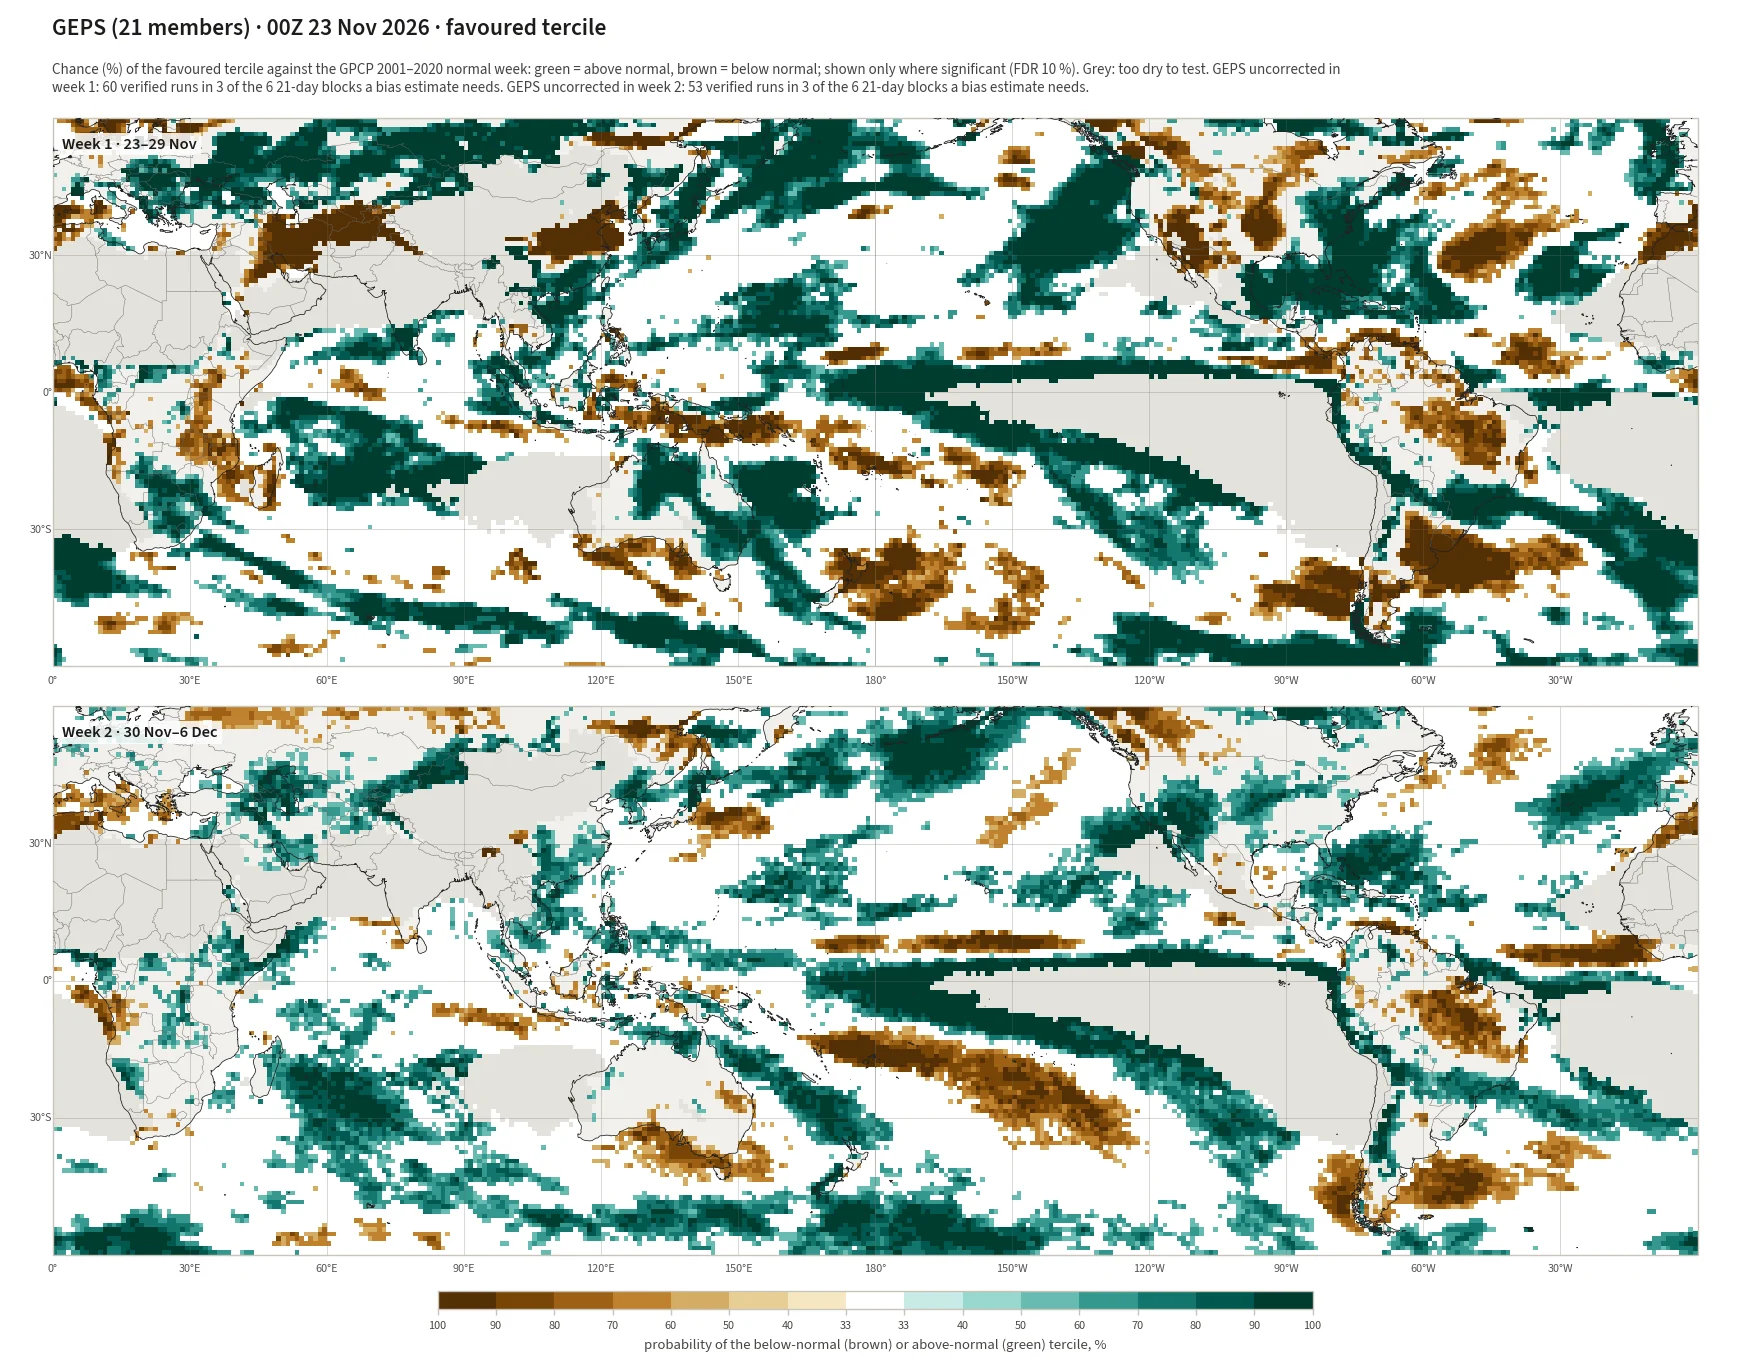 GEPS (21 members) · 00Z 23 Nov 2026 · favoured tercile
Chance (%) of the favoured tercile against the GPCP 2001–2020 normal week: green = above normal, brown = below normal; shown only where significant (FDR 10 %). Grey: too dry to test. GEPS uncorrected in
week 1: 60 verified runs in 3 of the 6 21-day blocks a bias estimate needs. GEPS uncorrected in week 2: 53 verified runs in 3 of the 6 21-day blocks a bias estimate needs.
Week 1 · 23–29 Nov
30°N
0°
30°S
0° 30°E 60°E 90°E 120°E 150°E 180° 150°W 120°W 90°W 60°W 30°W
Week 2 · 30 Nov–6 Dec
30°N
0°
30°S
0° 30°E 60°E 90°E 120°E 150°E 180° 150°W 120°W 90°W 60°W 30°W
100 90 80 70 60 50 40 33 33 40 50 60 70 80 90 100
probability of the below-normal (brown) or above-normal (green) tercile, %